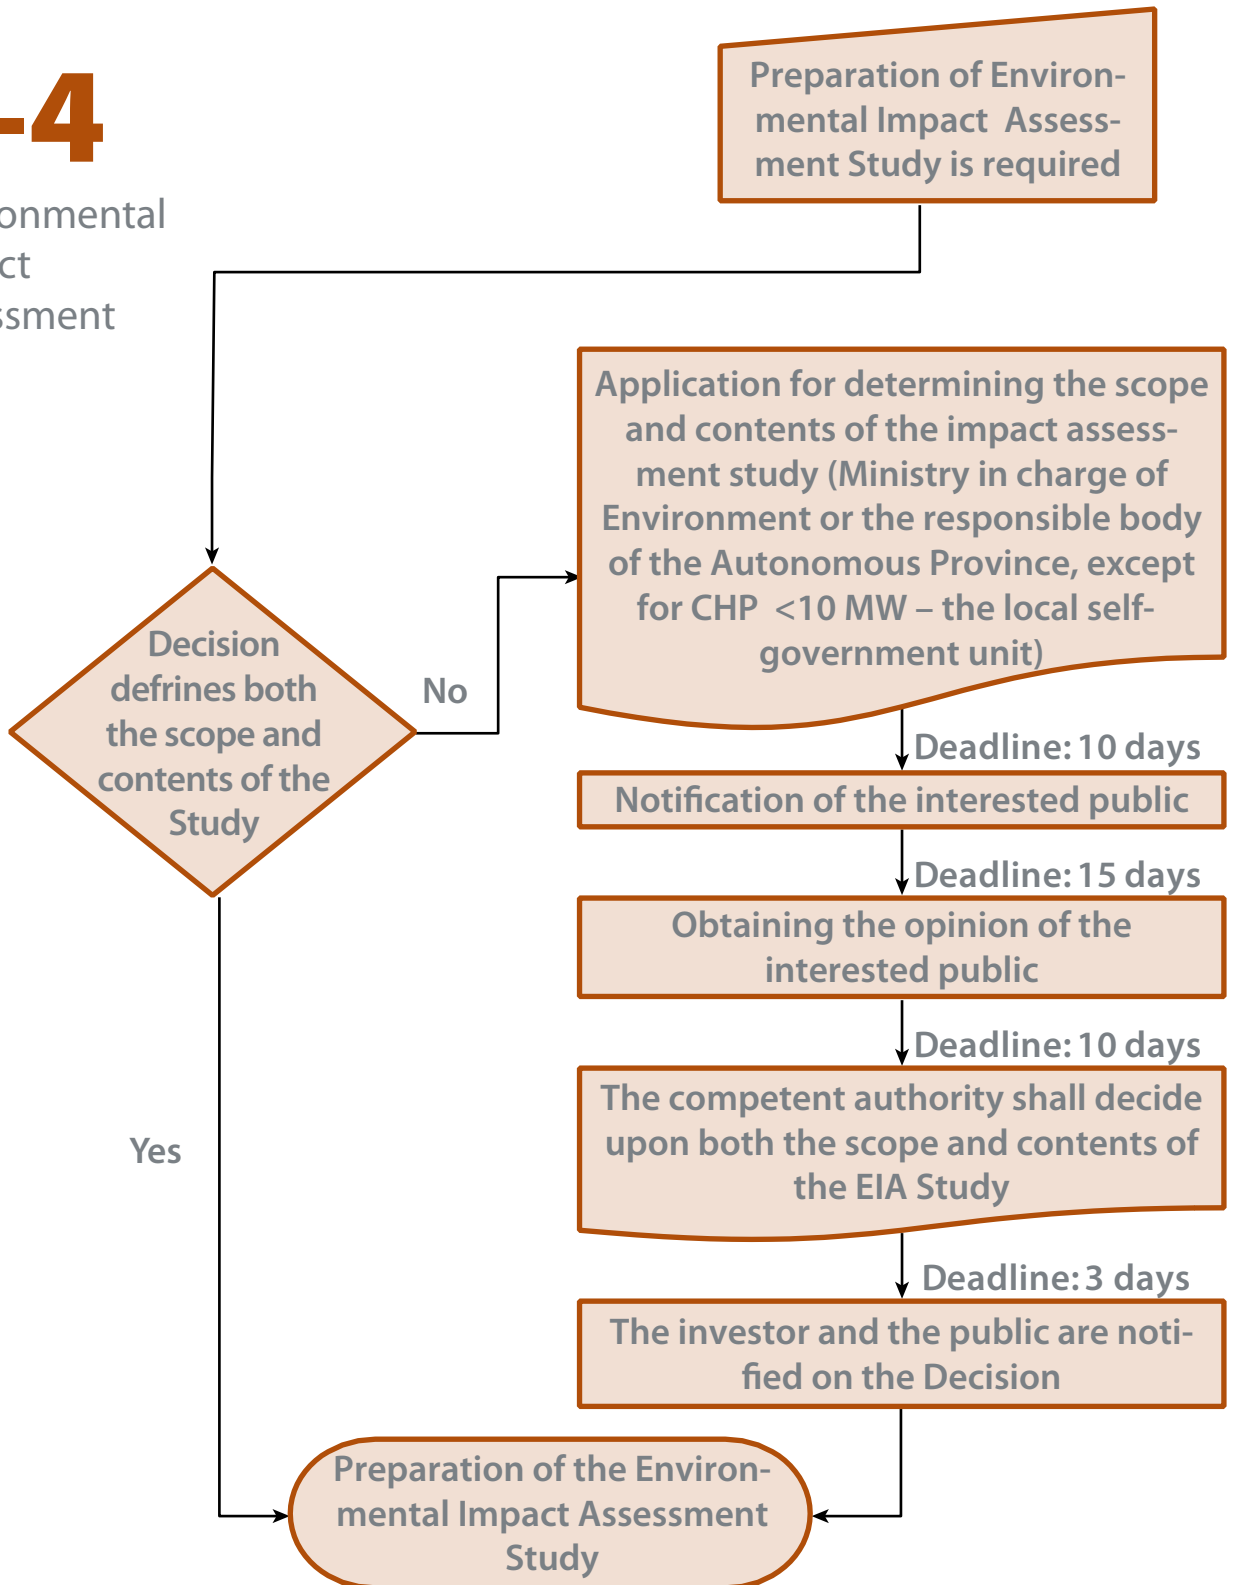 -4
onmental
ct
ssment
Preparation of Environ-
mental Impact Assess-
ment Study is required
Application for determining the scope
and contents of the impact assess-
ment study (Ministry in charge of
Environment or the responsible body
of the Autonomous Province, except
for CHP <10 MW – the local self-
government unit)
Decision
defrines both
the scope and
contents of the
Study
No
Deadline: 10 days
Notification of the interested public
Deadline: 15 days
Obtaining the opinion of the
interested public
Deadline: 10 days
The competent authority shall decide
upon both the scope and contents of
the EIA Study
Yes
Deadline: 3 days
The investor and the public are noti-
fied on the Decision
Preparation of the Environ-
mental Impact Assessment
Study